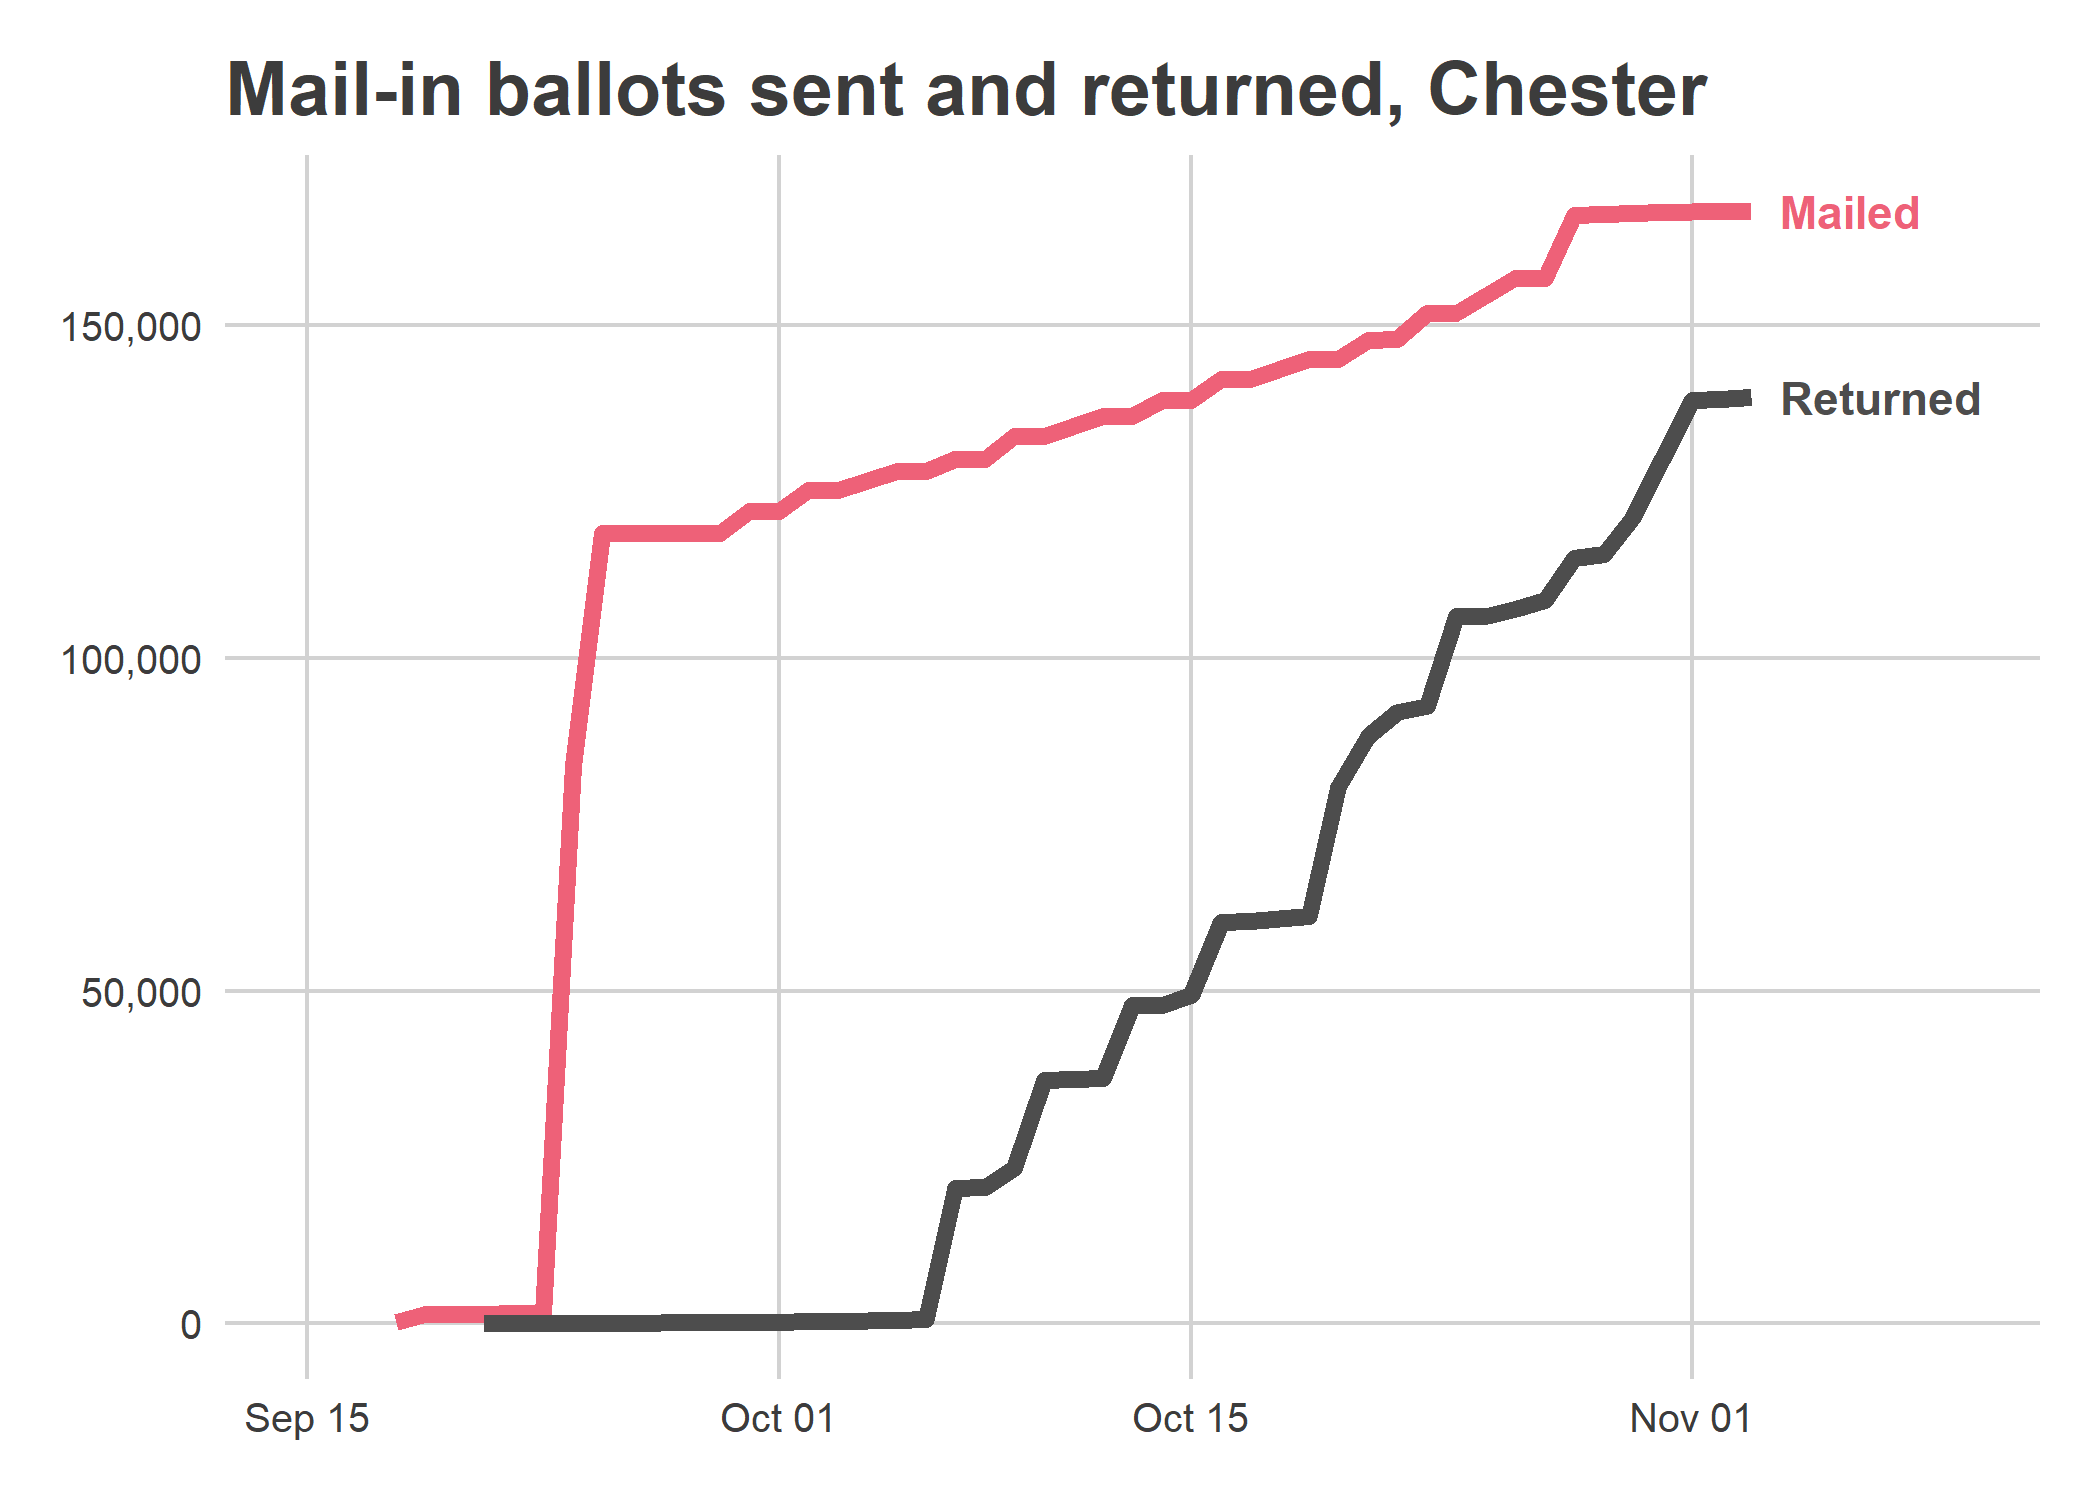 Mail-in ballots sent and returned, Chester
Mailed
150,000
Returned
100,000
50,000
0
Sep 15
Oct 01
Oct 15
Nov 01